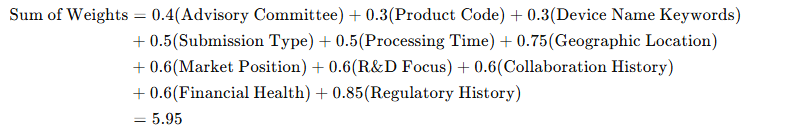 Sum of Weights = 0.4(Advisory Committee) + 0.3(Product Code) + 0.3(Device Name Keywords)
+ 0.5(Submission Type) + 0.5(Processing Time) + 0.75(Geographic Location)
+ 0.6(Market Position) + 0.6(R&D Focus) + 0.6(Collaboration History)
+ 0.6(Financial Health) + 0.85(Regulatory History)
= 5.95